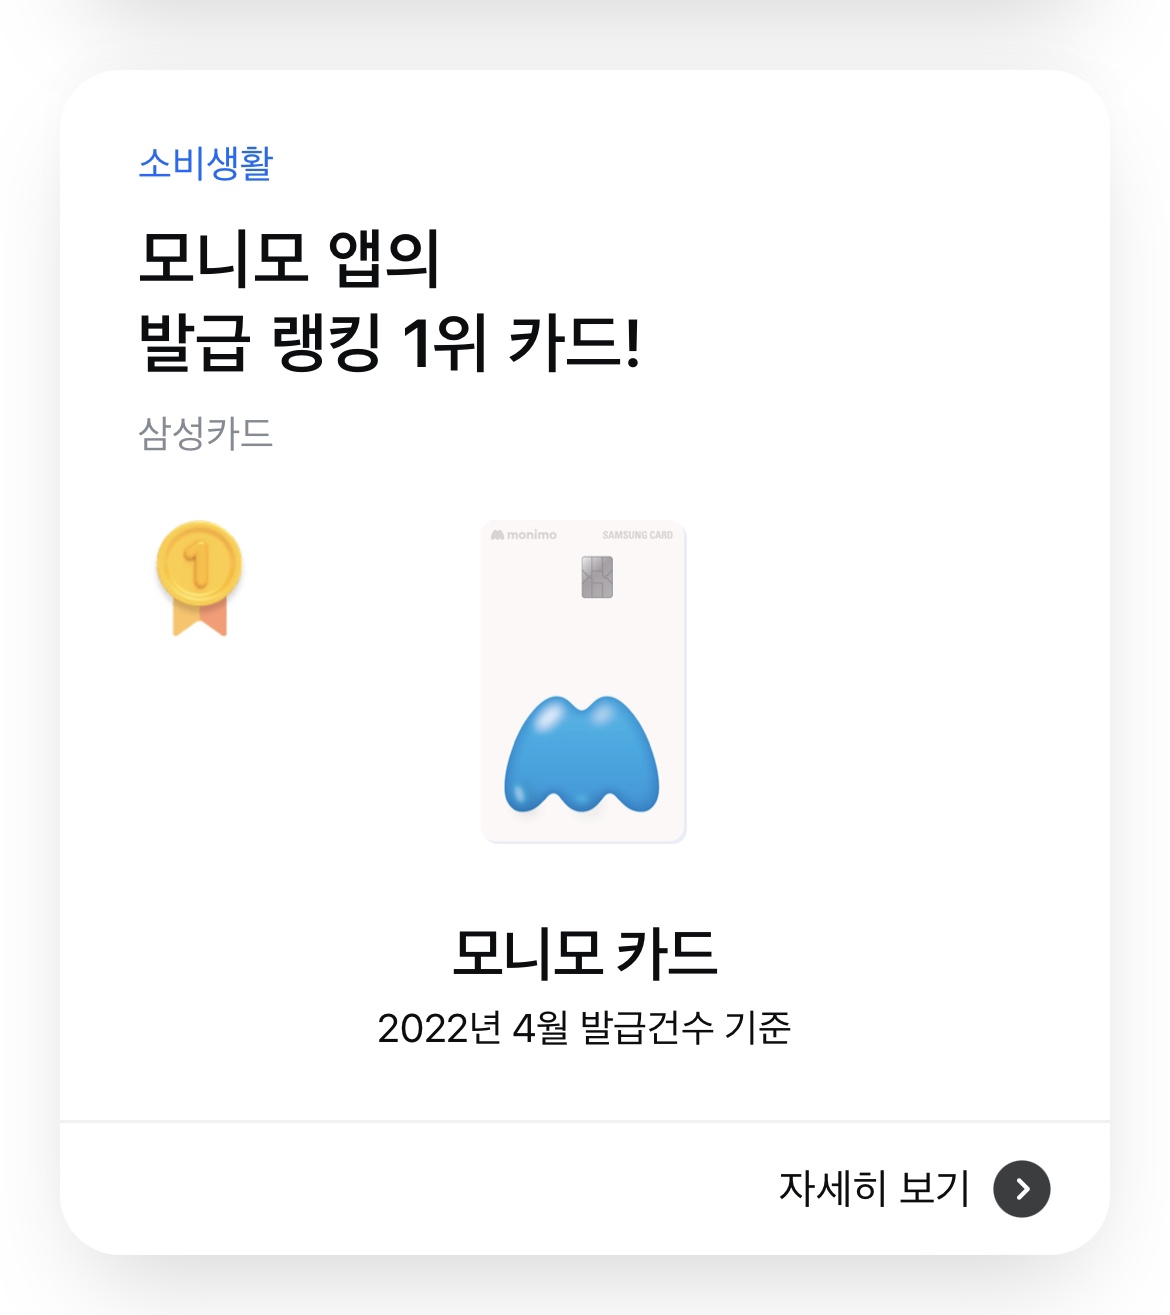 소비생활
모니모 앱의
발급 랭킹 1위 카드!
삼성카드
1
monimo SAMSUNG CARD
모니모 카드
2022년 4월 발급건수 기준
자세히 보기